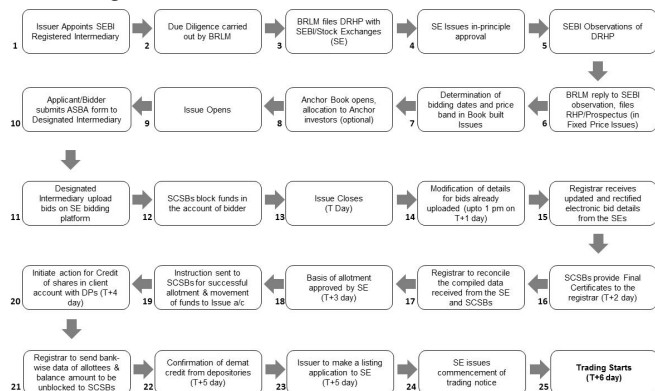 Issuer Appoints SEBI
Registered Intermediary
1
Due Diligence carried
out by BRLM
2
BRLM files DRHP with
SEBI/Stock Exchanges
(SE)
3
SE Issues in-principle
approval
4
SEBI Observations of
DRHP
5
BRLM reply to SEBI
observation, files
RHP/Prospectus (in
Fixed Price Issues)
6
Determination of
bidding dates and price
band in Book built
Issues
7
Anchor Book opens,
allocation to Anchor
investors (optional)
8
Issue Opens
9
Applicant/Bidder
submits ASBA form to
Designated Intermediary
10
Designated
Intermediary upload
bids on SE bidding
platform
11
SCSBs block funds in
the account of bidder
12
Issue Closes
(T Day)
13
Modification of details
for bids already
uploaded (upto 1 pm on
T+1 day)
14
Registrar receives
updated and rectified
electronic bid details
from the SEs
15
SCSBs provide Final
Certificates to the
registrar (T+2 day)
16
Registrar to reconcile
the compiled data
received from the SE
and SCSBs
17
Basis of allotment
approved by SE
(T+3 day)
18
Instruction sent to
SCSBs for successful
allotment & movement
of funds to Issue a/c
19
Initiate action for Credit
of shares in client
account with DPs (T+4
day)
20
Registrar to send bank-
wise data of allottees &
balance amount to be
unblocked to SCSBs
21
Confirmation of demat
credit from depositories
(T+5 day)
22
Issuer to make a listing
application to SE
(T+5 day)
23
SE issues
commencement of
trading notice
24
Trading Starts
(T+6 day)
25